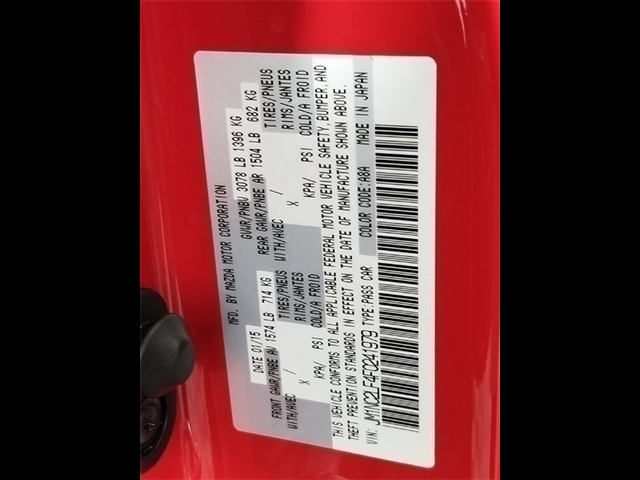 MFD. BY MAZDA MOTOR CORPORATION
DATE 01/15 GVWR/PNBV 3078 LB 1396 KG
FRONT GAWR/PNBE AV 1574 LB 714 KG REAR GAWR/PNBE AR 1504 LB 682 KG
TIRES/PNEUS WITH/AVEC TIRES/PNEUS
RIMS/JANTES X RIMS/JANTES
KPA/ PSI COLD/A FROID KPA/ PSI COLD/A FROID
THIS VEHICLE CONFORMS TO ALL APPLICABLE FEDERAL MOTOR VEHICLE SAFETY, BUMPER, AND
THEFT PREVENTION STANDARDS IN EFFECT ON THE DATE OF MANUFACTURE SHOWN ABOVE.
VIN: JM1NC2LF4F0241979 TYPE:PASS CAR COLOR CODE:A8A MADE IN JAPAN